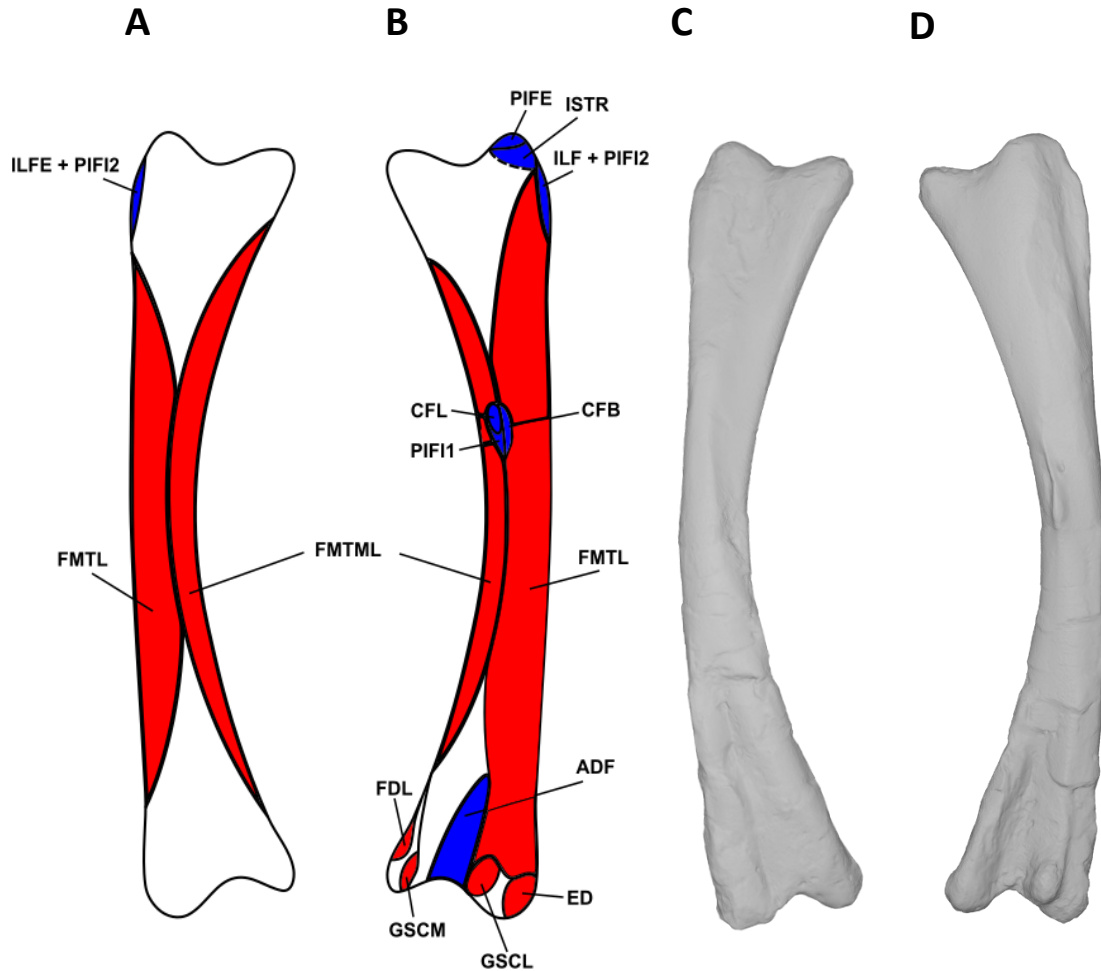 A
B
C
D
PIFE
ISTR
ILFE + PIFI2
ILF + PIFI2
CFL
CFB
PIFI1
FMTL
FMTML
FMTL
ADF
FDL
ED
GSCM
GSCL